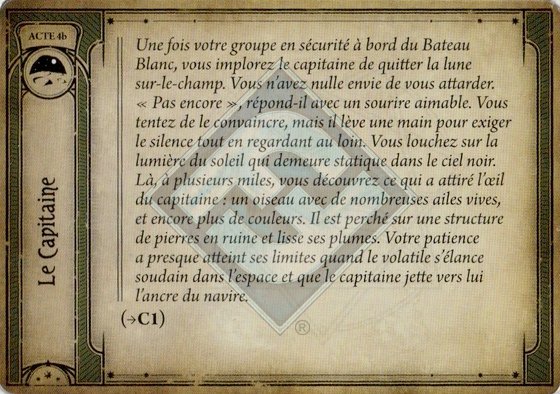 ACTE 4b
Le Capitaine
Une fois votre groupe en sécurité à bord du Bateau
Blanc, vous implorez le capitaine de quitter la lune
sur-le-champ. Vous n'avez nulle envie de vous attarder.
« Pas encore », répond-il avec un sourire aimable. Vous
tentez de le convaincre, mais il lève une main pour exiger
le silence tout en regardant au loin. Vous louchez sur la
lumière du soleil qui demeure statique dans le ciel noir.
Là, à plusieurs miles, vous découvrez ce qui a attiré l'œil
du capitaine : un oiseau avec de nombreuses ailes vives,
et encore plus de couleurs. Il est perché sur une structure
de pierres en ruine et lisse ses plumes. Votre patience
a presque atteint ses limites quand le volatile s'élance
soudain dans l'espace et que le capitaine jette vers lui
l'ancre du navire.
(→C1)
®